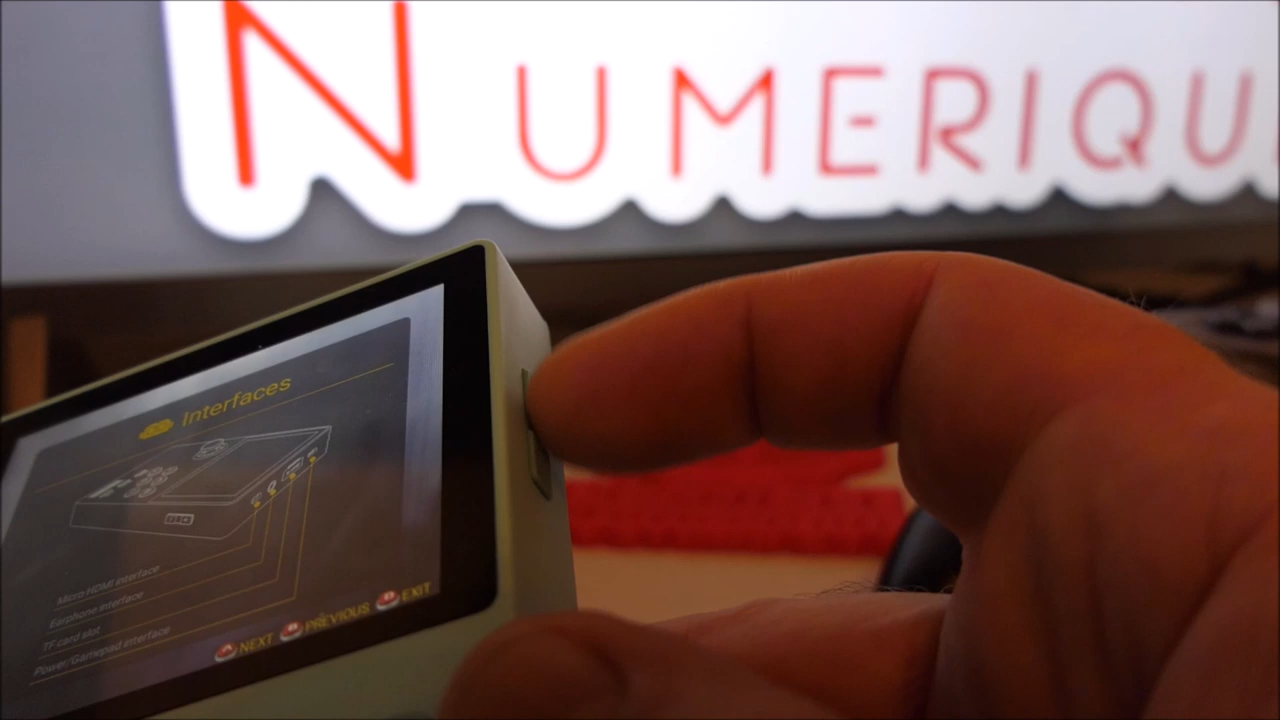 NUMERIQU
Interfaces
Micro HDMI interface
Earphone interface
TF card slot
Power/Gamepad interface
NEXT PREVIOUS EXIT